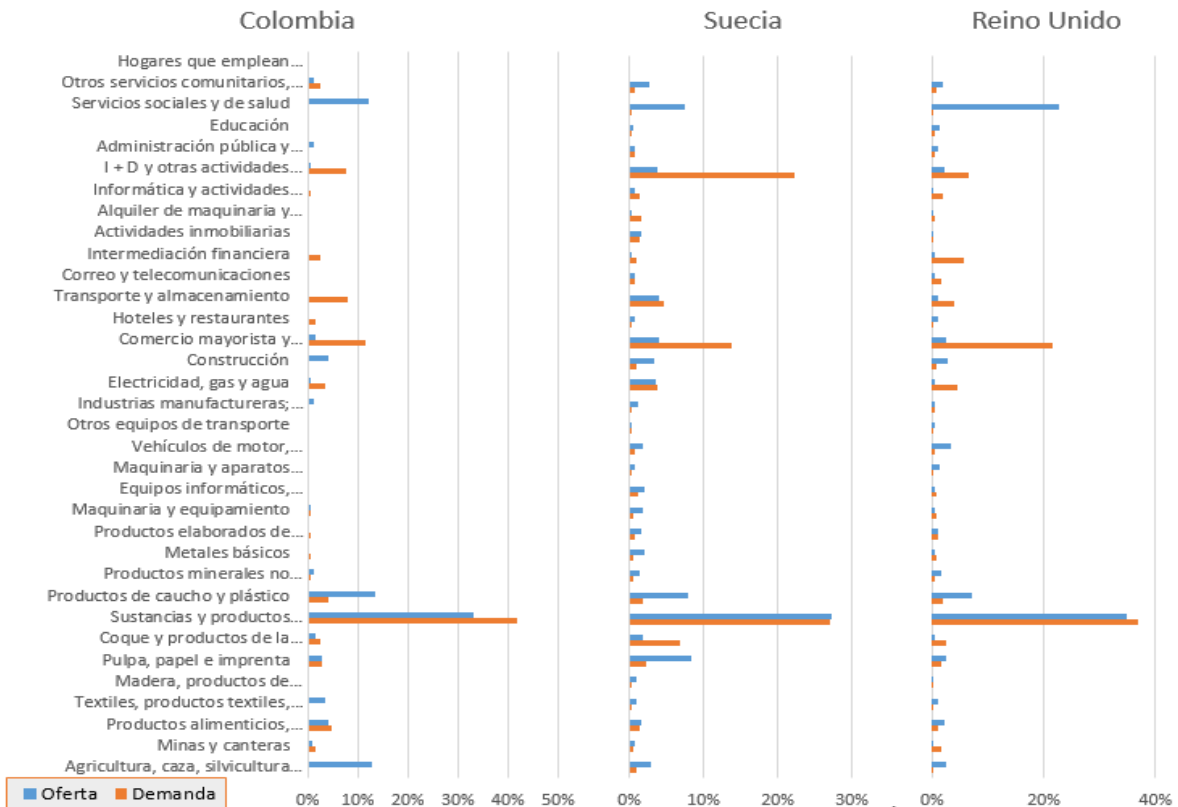 Colombia
Suecia
Reino Unido
Hogares que emplean...
Otros servicios comunitarios,...
Servicios sociales y de salud
Educación
Administración pública y...
I + D y otras actividades...
Informática y actividades...
Alquiler de maquinaria y...
Actividades inmobiliarias
Intermediación financiera
Correo y telecomunicaciones
Transporte y almacenamiento
Hoteles y restaurantes
Comercio mayorista y...
Construcción
Electricidad, gas y agua
Industrias manufactureras;...
Otros equipos de transporte
Vehículos de motor,...
Maquinaria y aparatos...
Equipos informáticos,...
Maquinaria y equipamiento
Productos elaborados de...
Metales básicos
Productos minerales no...
Productos de caucho y plástico
Sustancias y productos...
Coque y productos de la...
Pulpa, papel e imprenta
Madera, productos de...
Textiles, productos textiles,...
Productos alimenticios,...
Minas y canteras
Agricultura, caza, silvicultura...
Oferta Demanda
0% 10% 20% 30% 40% 50%
0% 10% 20% 30%
0% 20% 40%